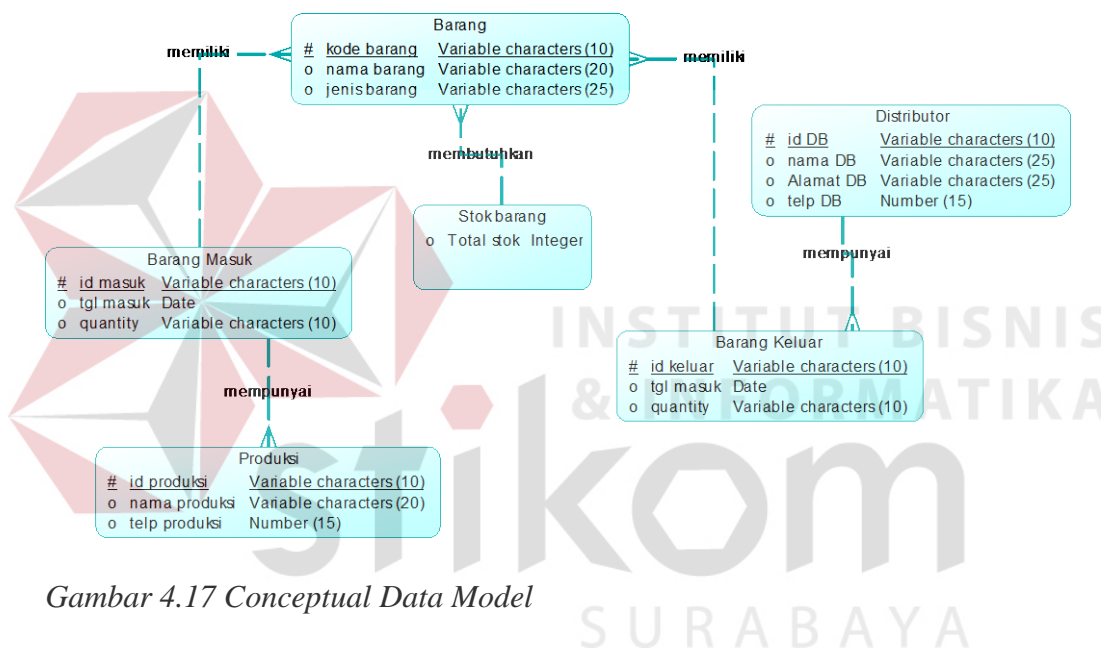 Barang
# kode barang Variable characters (10)
o nama barang Variable characters (20)
o jenis barang Variable characters (25)
memiliki
memiliki
membutuhkan
Distributor
# id DB Variable characters (10)
o nama DB Variable characters (25)
o Alamat DB Variable characters (25)
o telp DB Number (15)
Stok barang
o Total stok Integer
mempunyai
Barang Masuk
# id masuk Variable characters (10)
o tgl masuk Date
o quantity Variable characters (10)
INSTITUT BISNIS
& INFORMATIKA
Barang Keluar
# id keluar Variable characters (10)
o tgl masuk Date
o quantity Variable characters (10)
mempunyai
Produksi
# id produksi Variable characters (10)
o nama produksi Variable characters (20)
o telp produksi Number (15)
stikom
Gambar 4.17 Conceptual Data Model
SURABAYA